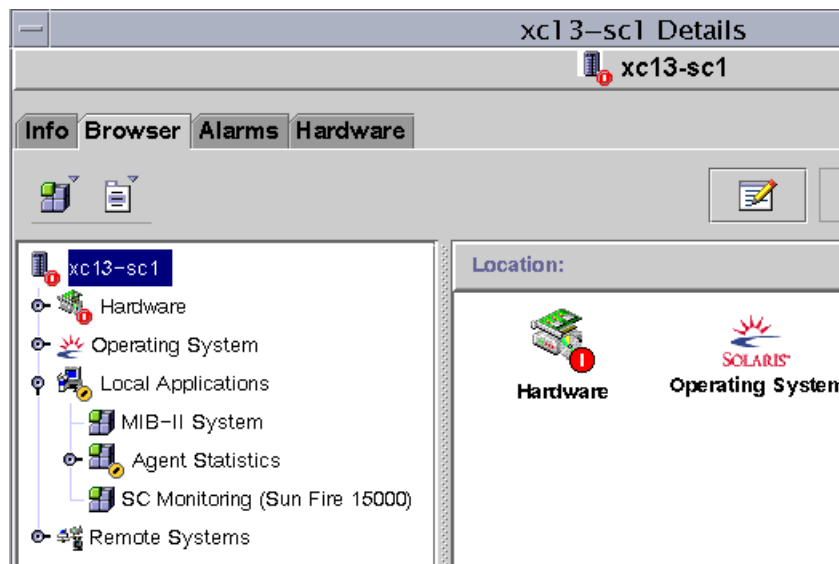 xc13-sc1 Details
xc13-sc1
Info Browser Alarms Hardware
xc13-sc1
Location:
Hardware
Operating System
Local Applications
MIB-II System
Agent Statistics
SC Monitoring (Sun Fire 15000)
Remote Systems
SOLARIS
Hardware
Operating System